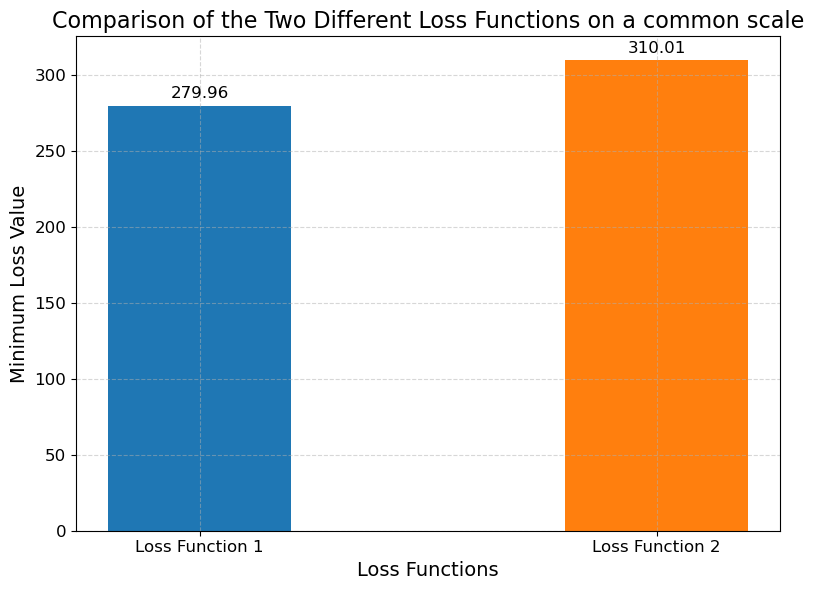 Comparison of the Two Different Loss Functions on a common scale
310.01
279.96
300
250
200
150
100
50
0
Minimum Loss Value
Loss Function 1
Loss Function 2
Loss Functions